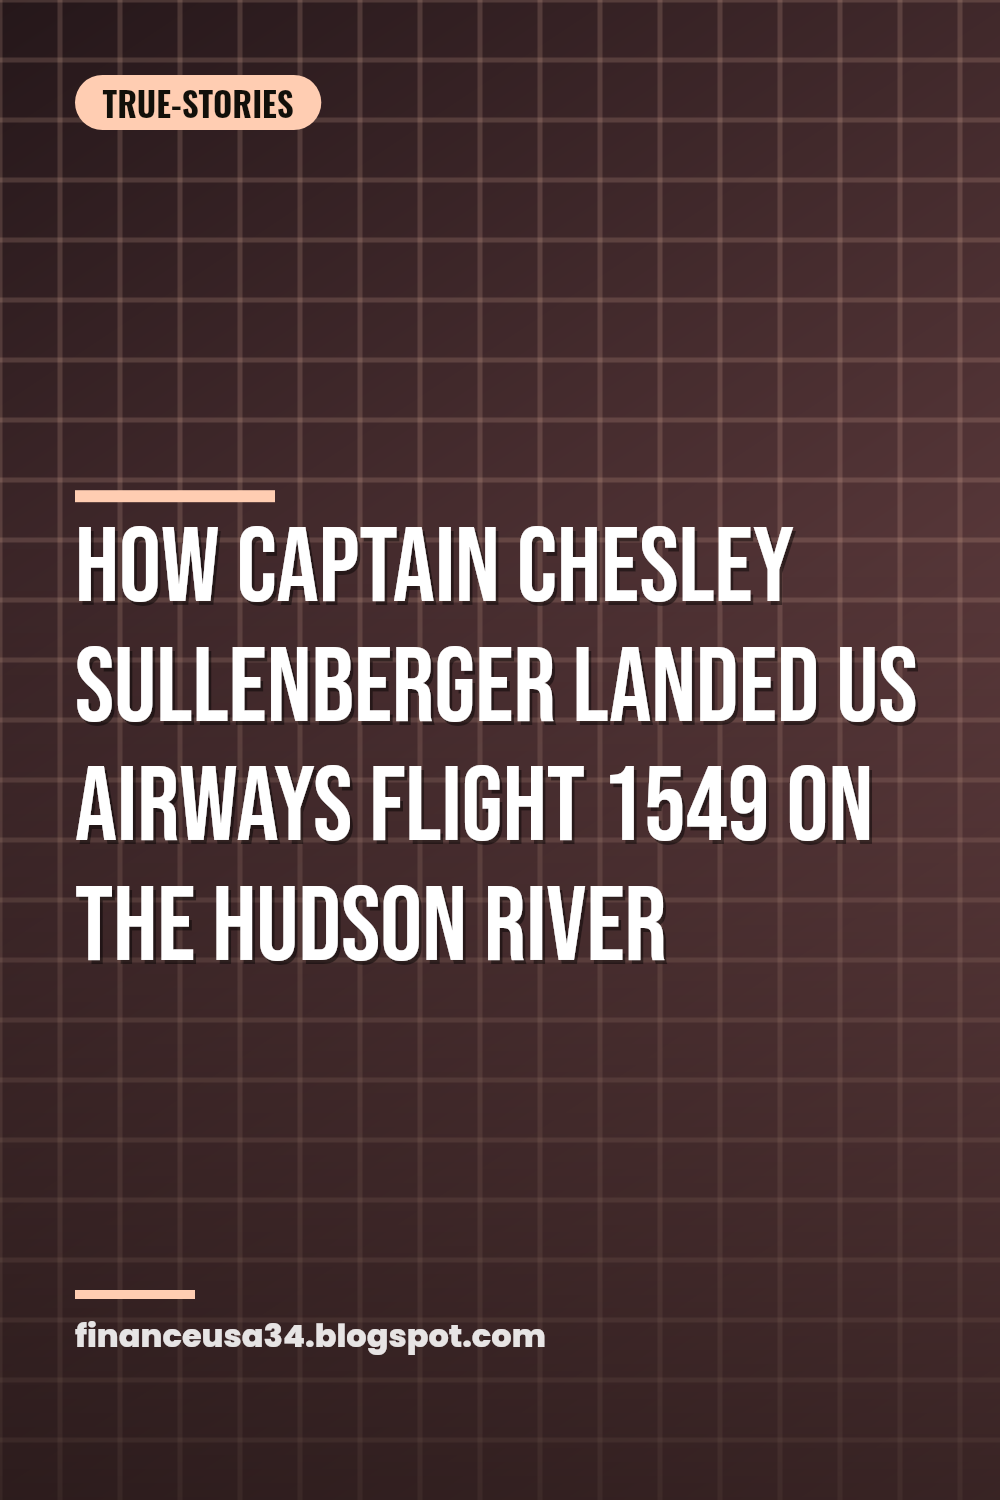 TRUE-STORIES
HOW CAPTAIN CHESLEY
SULLENBERGER LANDED US
AIRWAYS FLIGHT 1549 ON
THE HUDSON RIVER
financeusa34.blogspot.com